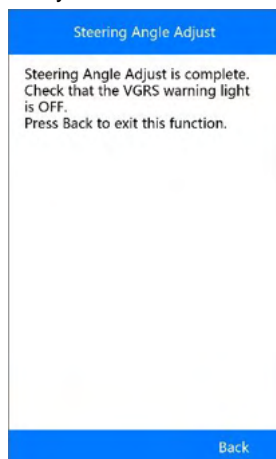 Steering Angle Adjust
Steering Angle Adjust is complete.
Check that the VGRS warning light
is OFF.
Press Back to exit this function.
Back